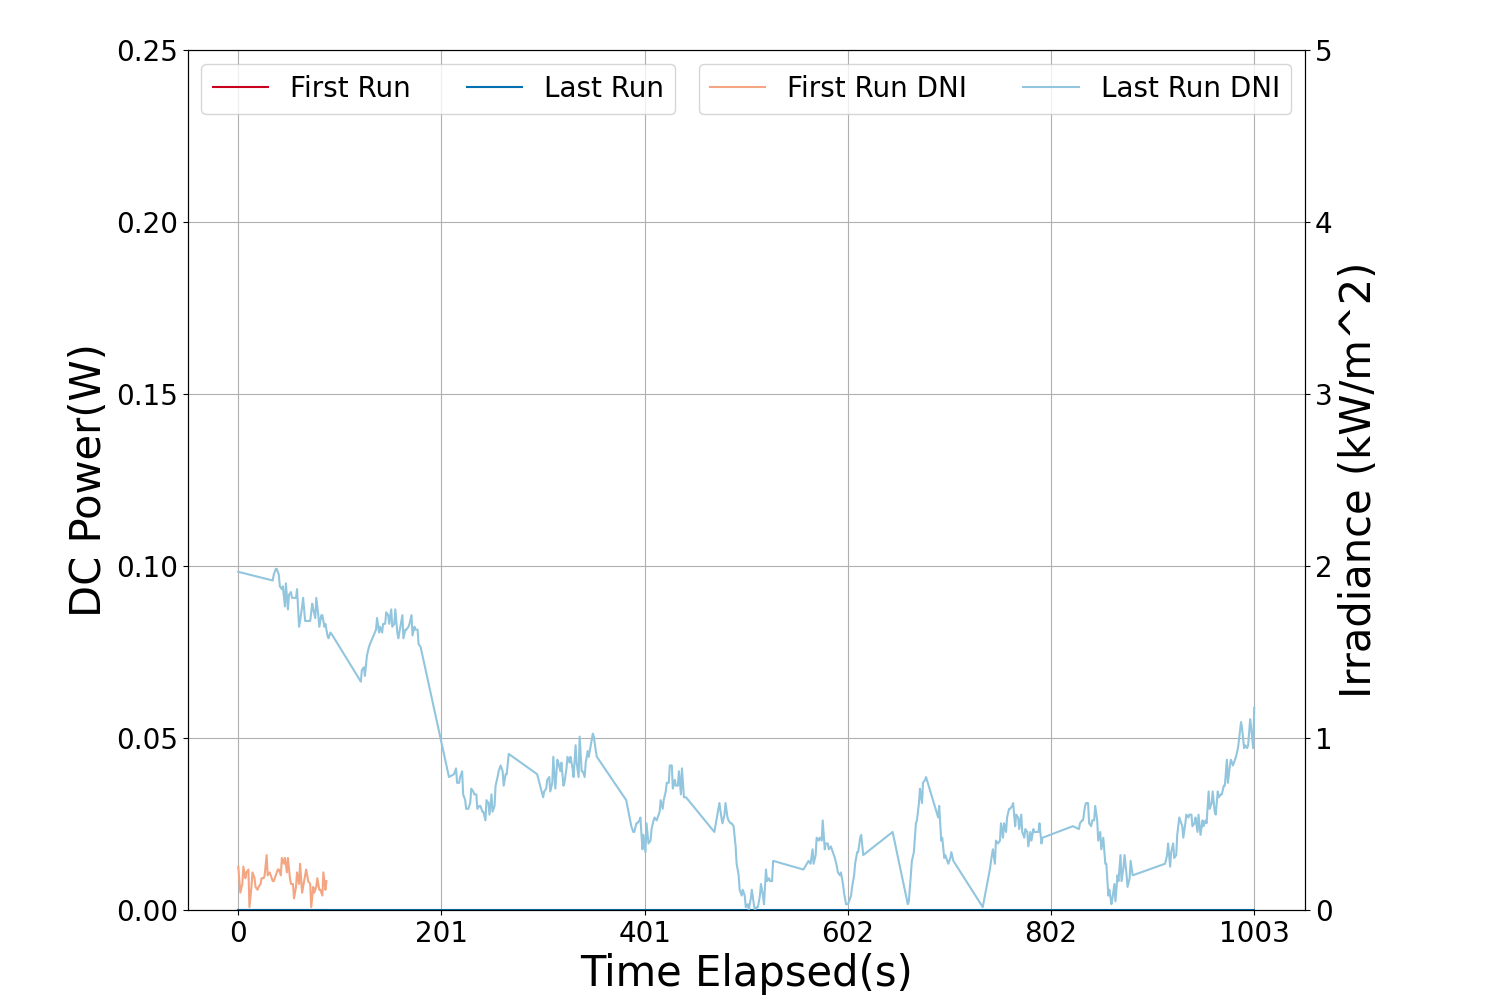 First Run
Last Run
First Run DNI
Last Run DNI
DC Power(W)
0.25
0.20
0.15
0.10
0.05
0.00
5
4
3
2
1
0
Irradiance (kW/m^2)
0 201 401 602 802 1003
Time Elapsed(s)